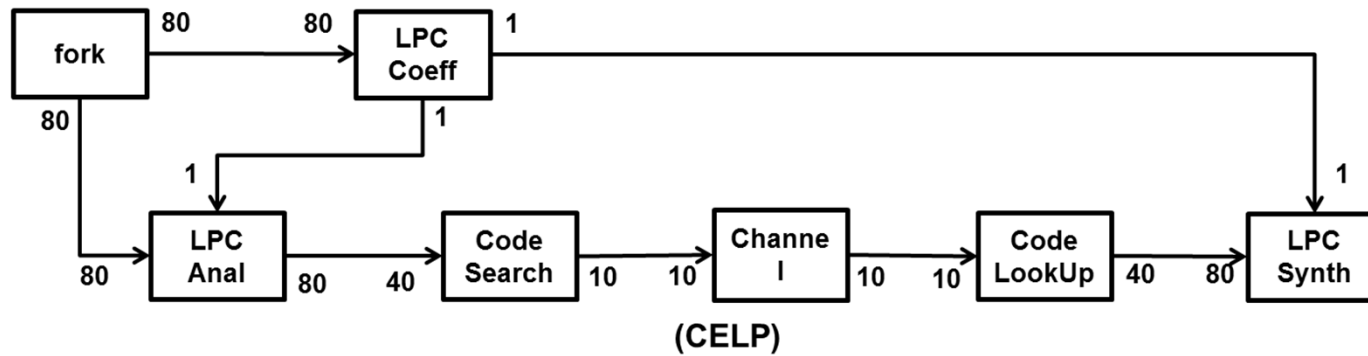 80 80 1
fork LPC
Coeff
80 1
1 1
LPC Code Channe Code LPC
Anal Search l LookUp Synth
80 80 40 10 10 10 10 40 80
(CELP)